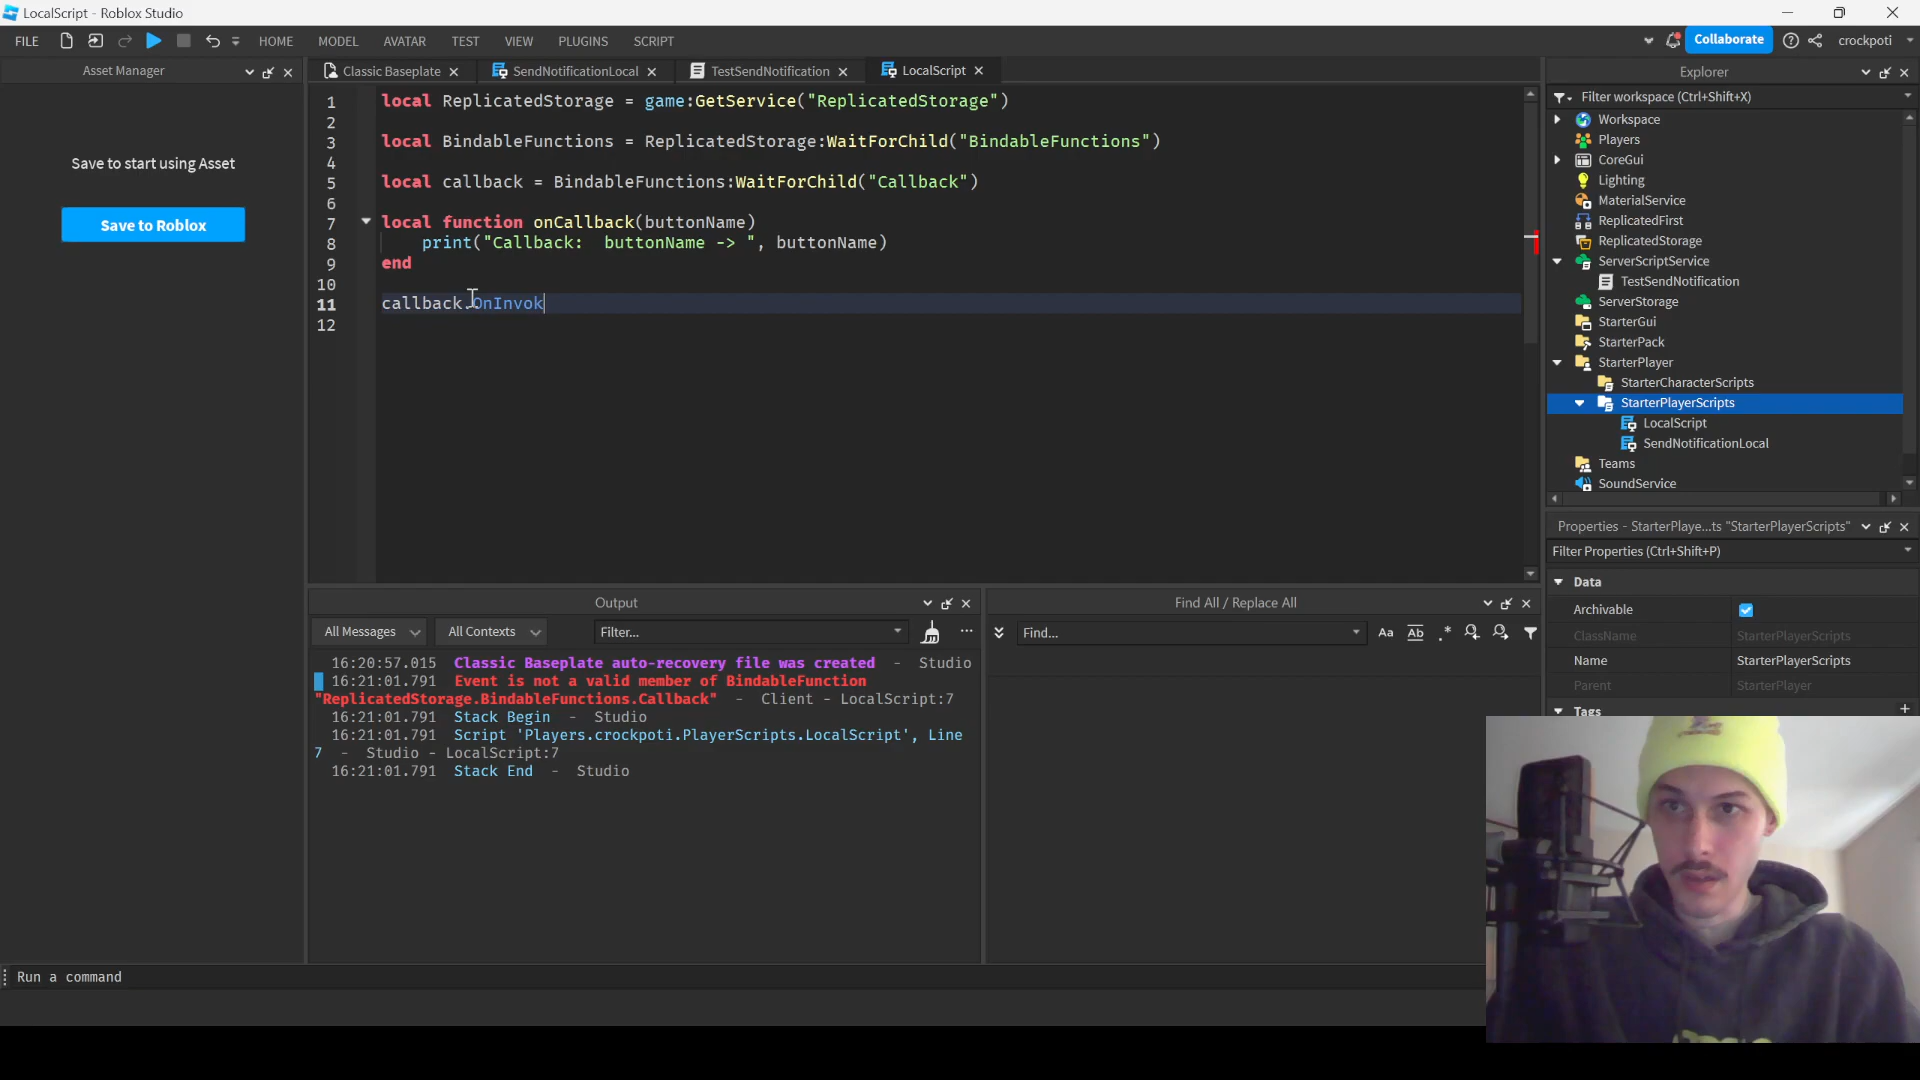 LocalScript - Roblox Studio
FILE HOME MODEL AVATAR TEST VIEW PLUGINS SCRIPT Collaborate crockpoti
Asset Manager
Save to start using Asset
Save to Roblox
Classic Baseplate SendNotificationLocal TestSendNotification LocalScript
1 local ReplicatedStorage = game:GetService("ReplicatedStorage")
2
3 local BindableFunctions = ReplicatedStorage:WaitForChild("BindableFunctions")
4
5 local callback = BindableFunctions:WaitForChild("Callback")
6
7 local function onCallback(buttonName)
8 print("Callback:  buttonName -> ", buttonName)
9 end
10
11 callback.OnInvok
12
Output
All Messages All Contexts Filter...
16:20:57.015 Classic Baseplate auto-recovery file was created - Studio
16:21:01.791 Event is not a valid member of BindableFunction
"ReplicatedStorage.BindableFunctions.Callback" - Client - LocalScript:7
16:21:01.791 Stack Begin - Studio
16:21:01.791 Script 'Players.crockpoti.PlayerScripts.LocalScript', Line
7 - Studio - LocalScript:7
16:21:01.791 Stack End - Studio
Find All / Replace All
Find... Aa Ab .*
Run a command
Explorer
Filter workspace (Ctrl+Shift+X)
Workspace
Players
CoreGui
Lighting
MaterialService
ReplicatedFirst
ReplicatedStorage
ServerScriptService
TestSendNotification
ServerStorage
StarterGui
StarterPack
StarterPlayer
StarterCharacterScripts
StarterPlayerScripts
LocalScript
SendNotificationLocal
Teams
SoundService
Properties - StarterPlaye...ts "StarterPlayerScripts"
Filter Properties (Ctrl+Shift+P)
Data
Archivable
ClassName StarterPlayerScripts
Name StarterPlayerScripts
Parent StarterPlayer
Tags